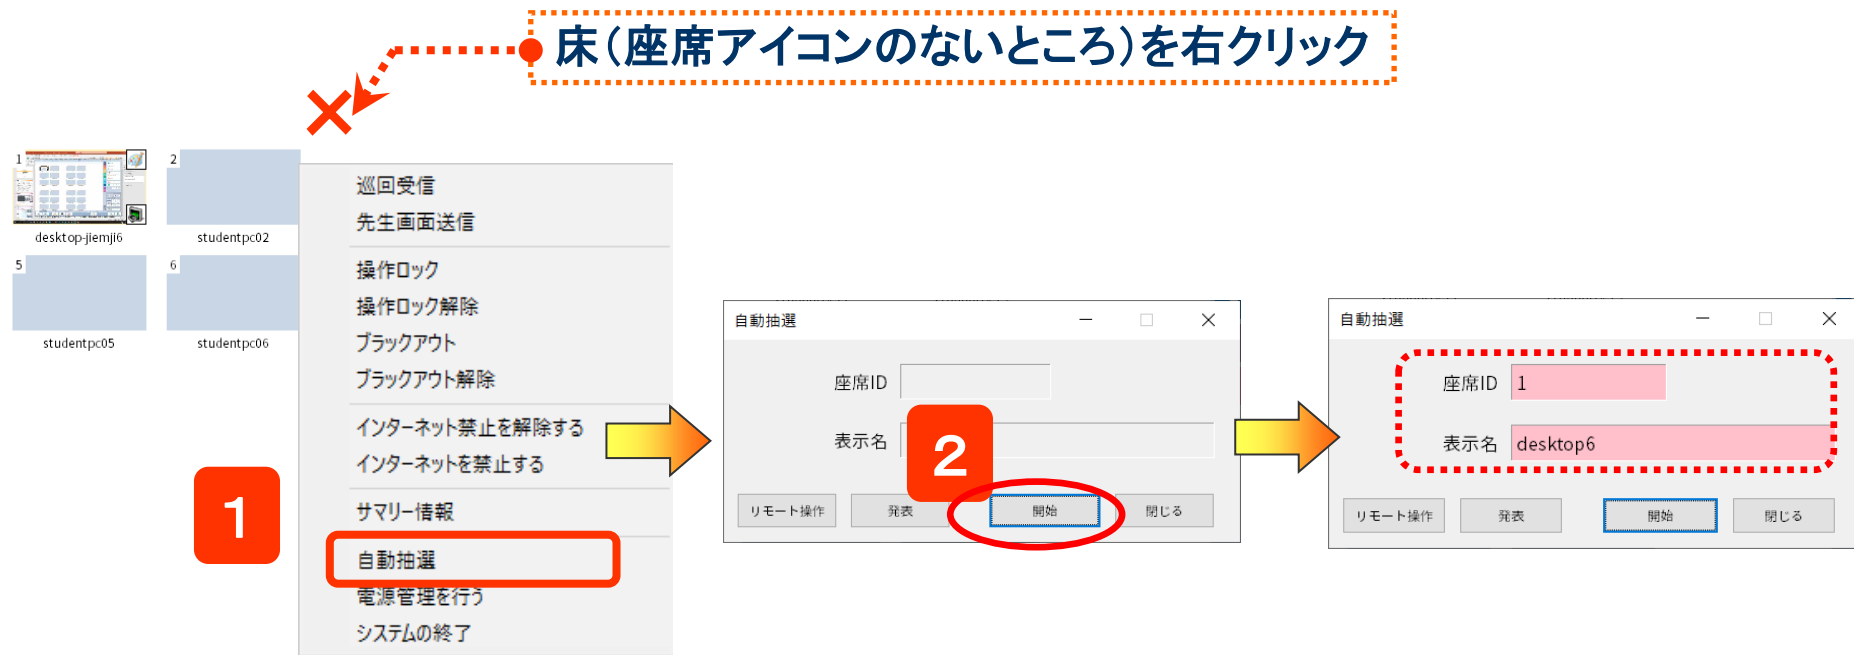 床(座席アイコンのないところ)を右クリック
1
2
desktop-jiemji6
studentpc02
5
6
studentpc05
studentpc06
巡回受信
先生画面送信
操作ロック
操作ロック解除
ブラックアウト
ブラックアウト解除
インターネット禁止を解除する
インターネットを禁止する
サマリー情報
自動抽選
電源管理を行う
システムの終了
1
自動抽選
座席ID
表示名
2
リモート操作
発表
開始
閉じる
自動抽選
座席ID 1
表示名 desktop6
リモート操作
発表
開始
閉じる